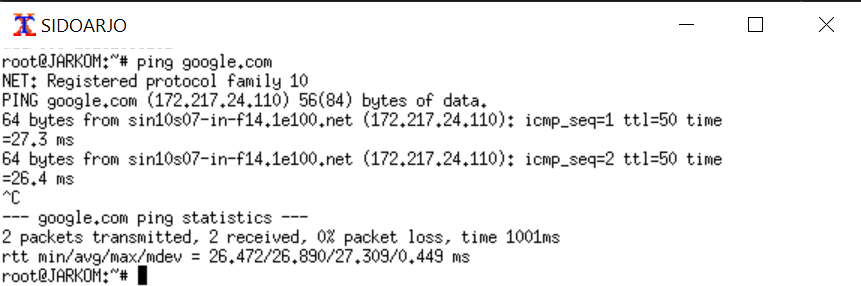 SIDOARJO
root@JARKOM:~# ping google.com
NET: Registered protocol family 10
PING google.com (172.217.24.110) 56(84) bytes of data.
64 bytes from sin10s07-in-f14.1e100.net (172.217.24.110): icmp_seq=1 ttl=50 time
=27.3 ms
64 bytes from sin10s07-in-f14.1e100.net (172.217.24.110): icmp_seq=2 ttl=50 time
=26.4 ms
^C
--- google.com ping statistics ---
2 packets transmitted, 2 received, 0% packet loss, time 1001ms
rtt min/avg/max/mdev = 26.472/26.890/27.309/0.449 ms
root@JARKOM:~#